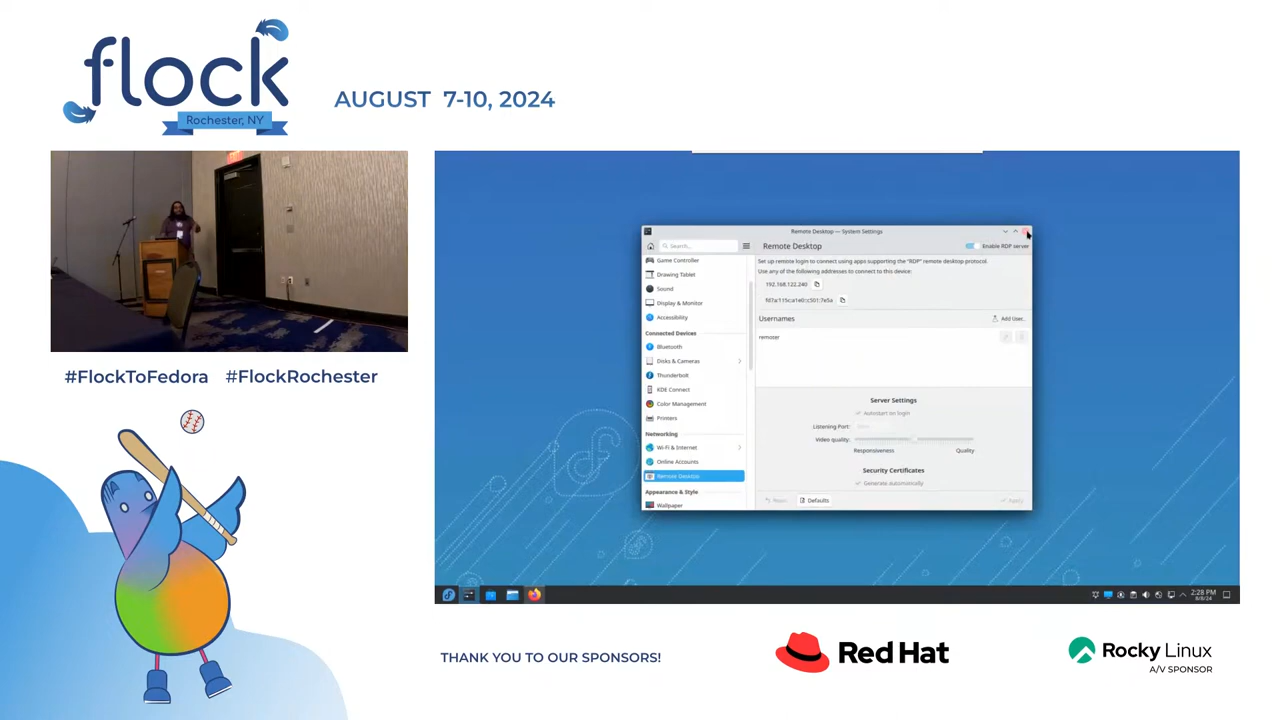 flock
Rochester, NY
AUGUST 7-10, 2024
#FlockToFedora #FlockRochester
Remote Desktop — System Settings
Search...
Remote Desktop
Enable RDP server
Game Controller
Drawing Tablet
Sound
Display & Monitor
Accessibility
Connected Devices
Bluetooth
Disks & Cameras
Thunderbolt
KDE Connect
Color Management
Printers
Networking
Wi-Fi & Internet
Online Accounts
Remote Desktop
Appearance & Style
Wallpaper
Set up remote login to connect using apps supporting the "RDP" remote desktop protocol.
Use any of the following addresses to connect to this device:
192.168.122.240
Usernames
Add User...
remoser
Server Settings
Autostart on login
Listening Port:
Video quality:
Responsiveness Quality
Security Certificates
Generate automatically
Reset Defaults Apply
2:28 PM
8/8/24
THANK YOU TO OUR SPONSORS!
Red Hat
Rocky Linux
A/V SPONSOR